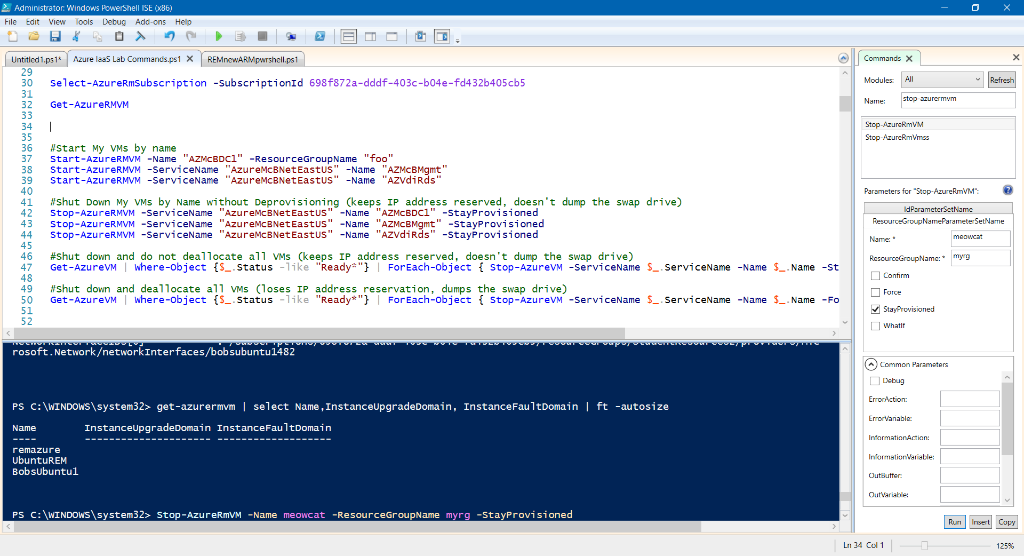 Administrator: Windows PowerShell ISE (x86)
File Edit View Tools Debug Add-ons Help
Untitled1.ps1* Azure IaaS Lab Commands.ps1 X REMnewARMpwrshell.ps1
29
30 Select-AzureRmSubscription -SubscriptionId 698f872a-dddf-403c-b04e-fd432b405cb5
31
32 Get-AzureRMVM
33
34
35
36 #Start My VMs by name
37 Start-AzureRMVM -Name "AZMcBDC1" -ResourceGroupName "foo"
38 Start-AzureRMVM -ServiceName "AzureMcBNetEastUS" -Name "AZMcBMgmt"
39 Start-AzureRMVM -ServiceName "AzureMcBNetEastUS" -Name "AZVdiRds"
40
41 #Shut Down My VMs by Name without Deprovisioning (keeps IP address reserved, doesn't dump the swap drive)
42 Stop-AzureRMVM -ServiceName "AzureMcBNetEastUS" -Name "AZMcBDC1" -StayProvisioned
43 Stop-AzureRMVM -ServiceName "AzureMcBNetEastUS" -Name "AZMcBMgmt" -StayProvisioned
44 Stop-AzureRMVM -ServiceName "AzureMcBNetEastUS" -Name "AZVdiRds" -StayProvisioned
45
46 #Shut down and do not deallocate all VMs (keeps IP address reserved, doesn't dump the swap drive)
47 Get-AzureVM | Where-Object {$_.Status -like "Ready*"} | ForEach-Object { Stop-AzureVM -ServiceName $_.ServiceName -Name $_.Name -St
48
49 #Shut down and deallocate all VMs (loses IP address reservation, dumps the swap drive)
50 Get-AzureVM | Where-Object {$_.Status -like "Ready*"} | ForEach-Object { Stop-AzureVM -ServiceName $_.ServiceName -Name $_.Name -Fo
51
52
rosoft.Network/networkInterfaces/bobsubuntu1482
PS C:\WINDOWS\system32> get-azurermvm | select Name,InstanceUpgradeDomain, InstanceFaultDomain | ft -autosize
Name InstanceUpgradeDomain InstanceFaultDomain
---- --------------------- -------------------
remazure
UbuntuREM
BobsUbuntu1
PS C:\WINDOWS\system32> Stop-AzureRmVM -Name meowcat -ResourceGroupName myrg -StayProvisioned
Commands X
Modules: All Refresh
Name: stop-azurermvm
Stop-AzureRmVM
Stop-AzureRmVmss
Parameters for "Stop-AzureRmVM":
IdParameterSetName
ResourceGroupNameParameterSetName
Name: * meowcat
ResourceGroupName: * myrg
Confirm
Force
StayProvisioned
WhatIf
Common Parameters
Debug
ErrorAction:
ErrorVariable:
InformationAction:
InformationVariable:
OutBuffer:
OutVariable:
Run Insert Copy
Ln 34 Col 1 125%